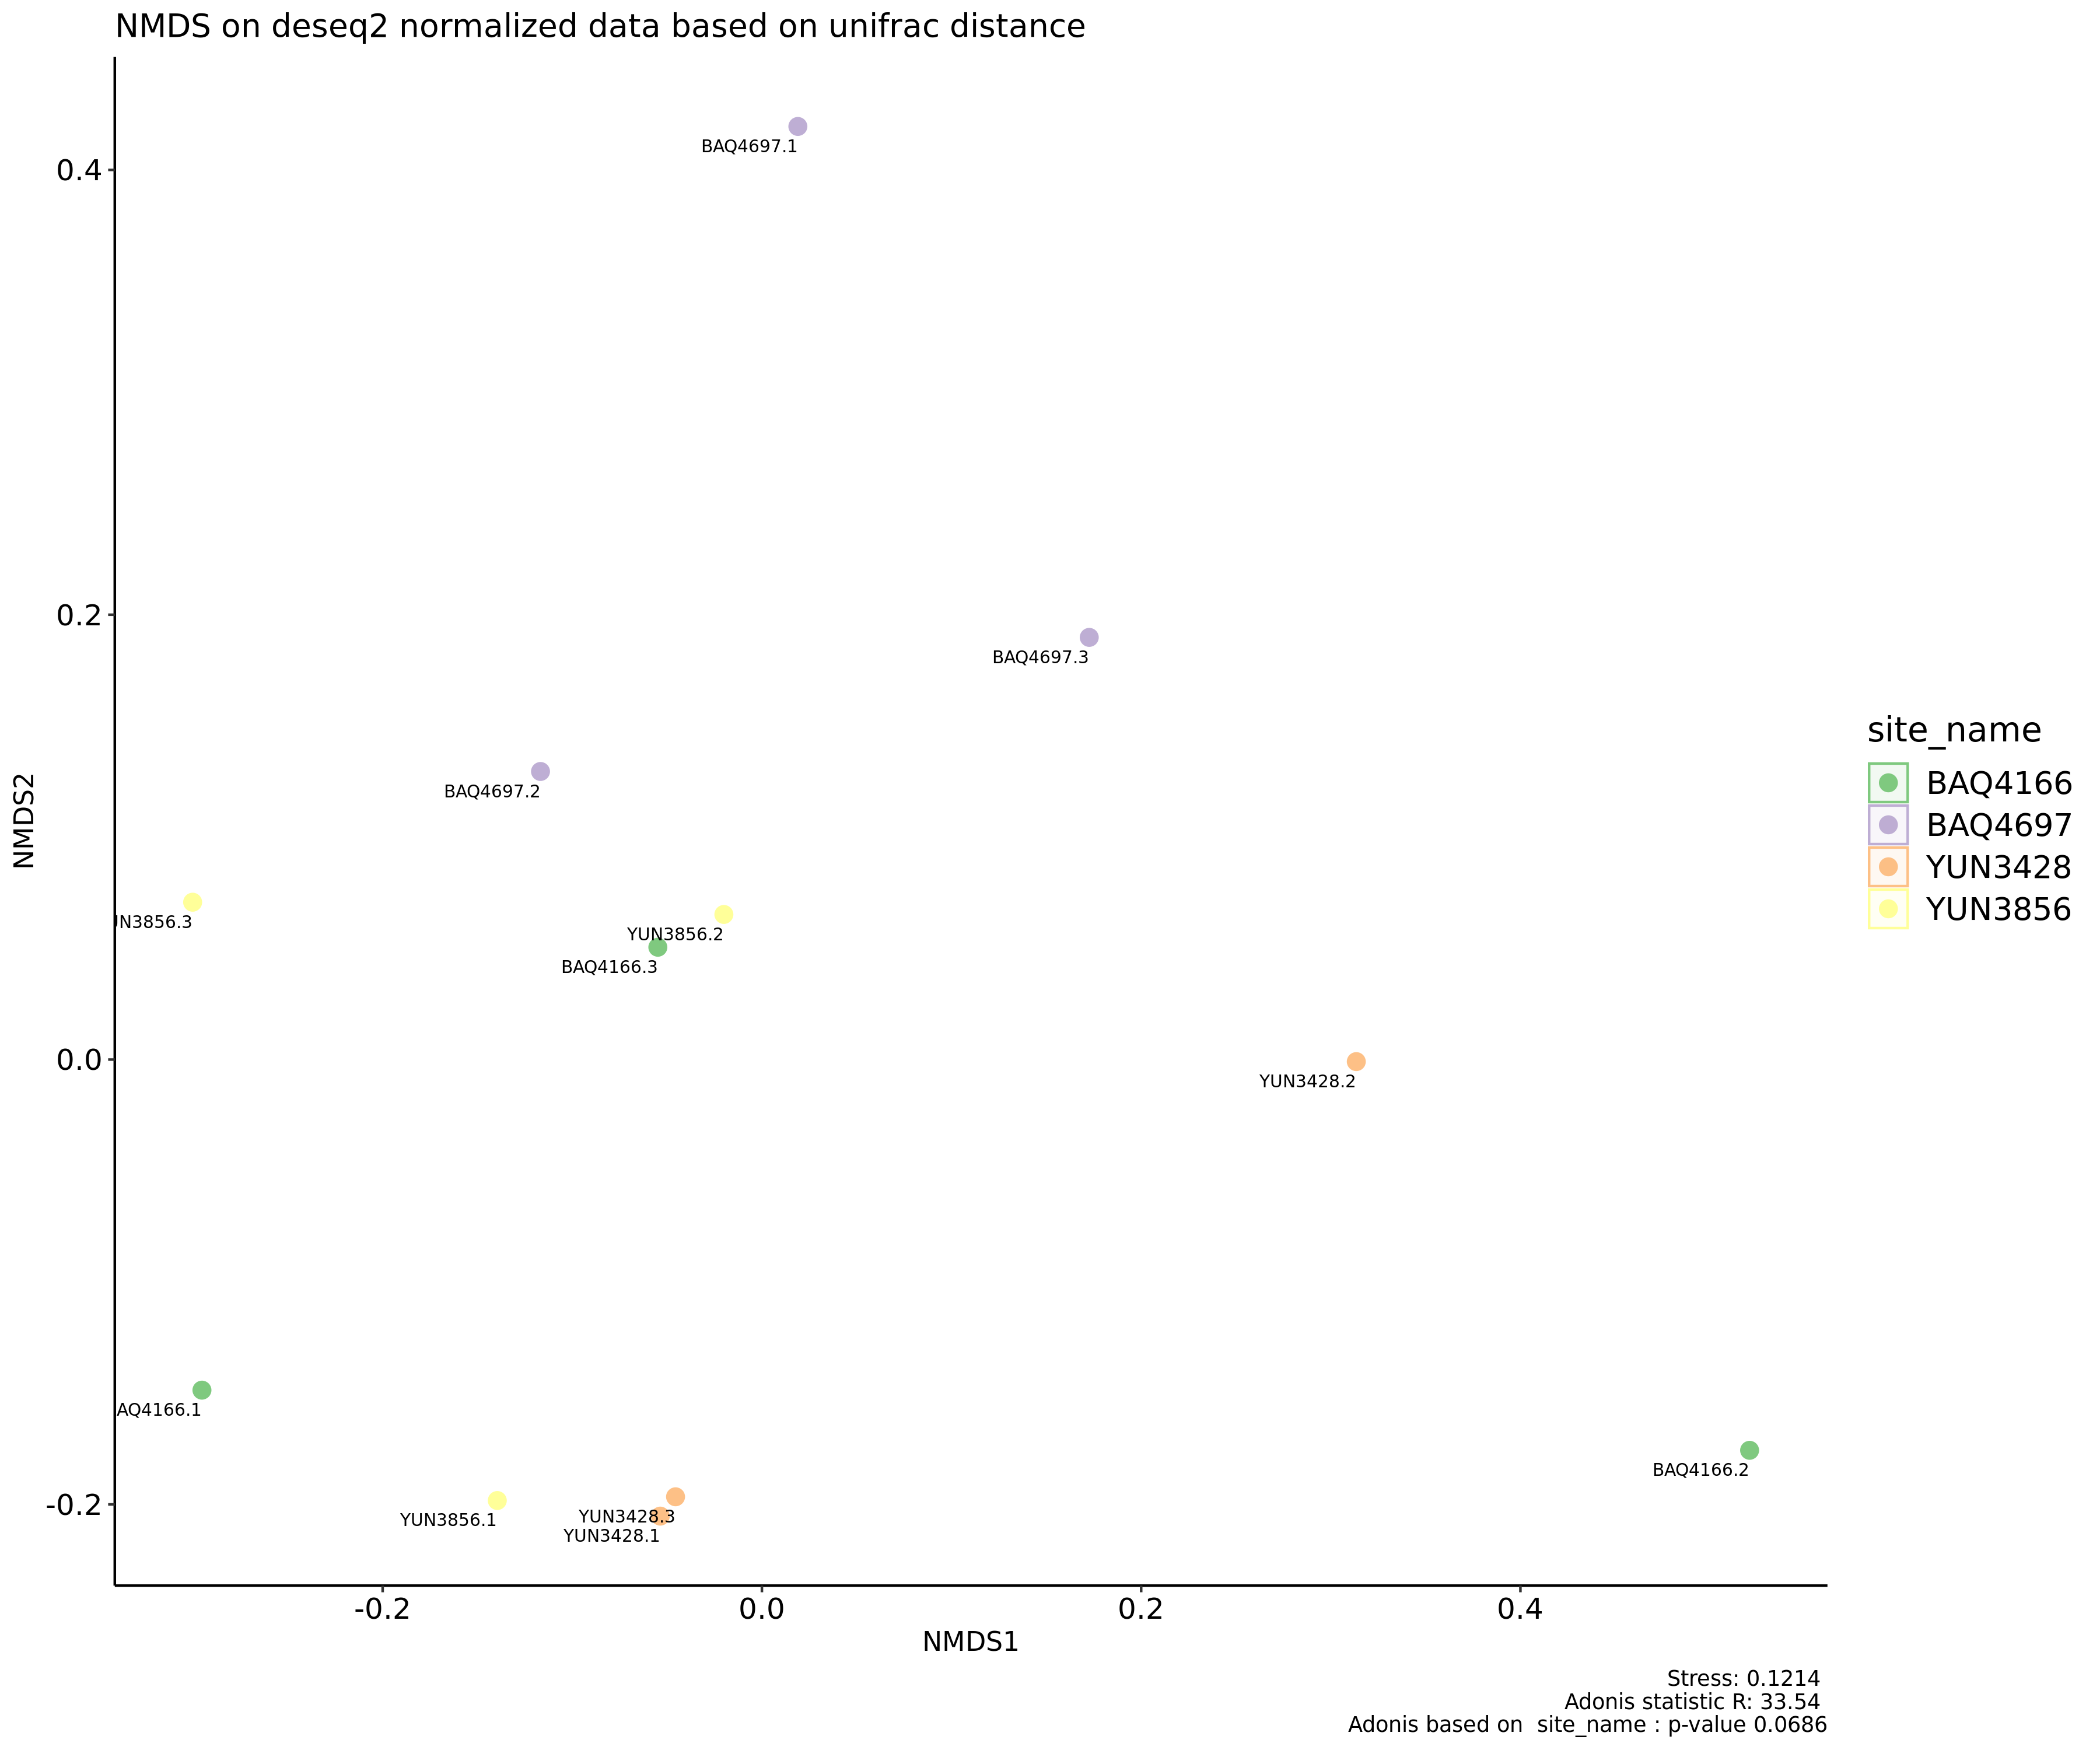 NMDS on deseq2 normalized data based on unifrac distance
BAQ4697.1
0.4
0.2
BAQ4697.3
BAQ4697.2
NMDS2
UN3856.3
YUN3856.2
BAQ4166.3
0.0
YUN3428.2
AQ4166.1
BAQ4166.2
-0.2
YUN3856.1
YUN3428.3
YUN3428.1
-0.2
0.0
0.2
0.4
NMDS1
site_name
BAQ4166
BAQ4697
YUN3428
YUN3856
Stress: 0.1214
Adonis statistic R: 33.54
Adonis based on  site_name : p-value 0.0686